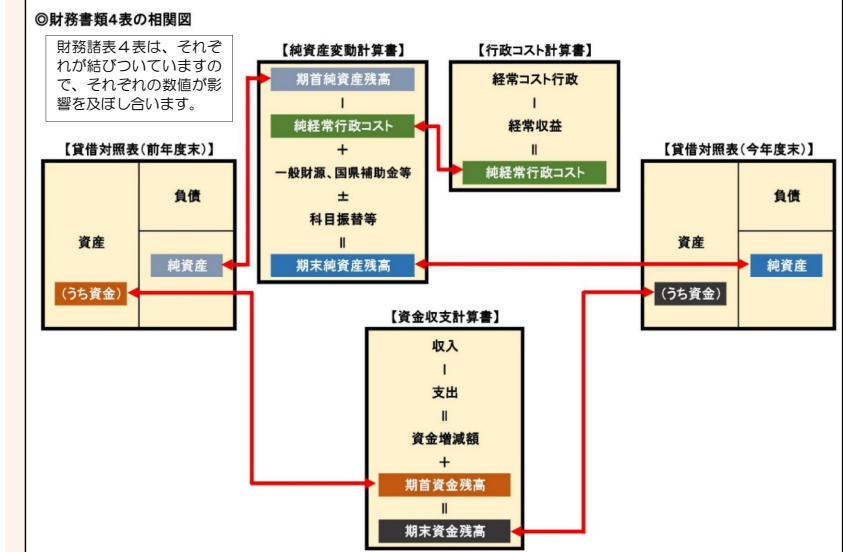 ◎財務書類4表の相関図
財務諸表４表は、それぞ
れが結びついていますの
で、それぞれの数値が影
響を及ぼし合います。
【純資産変動計算書】
期首純資産残高
－
純経常行政コスト
＋
一般財源、国県補助金等
±
科目振替等
＝
期末純資産残高
【行政コスト計算書】
経常コスト行政
－
経常収益
＝
純経常行政コスト
【貸借対照表(前年度末)】
資産
(うち資金)
負債
純資産
【貸借対照表(今年度末)】
資産
(うち資金)
負債
純資産
【資金収支計算書】
収入
－
支出
＝
資金増減額
＋
期首資金残高
＝
期末資金残高